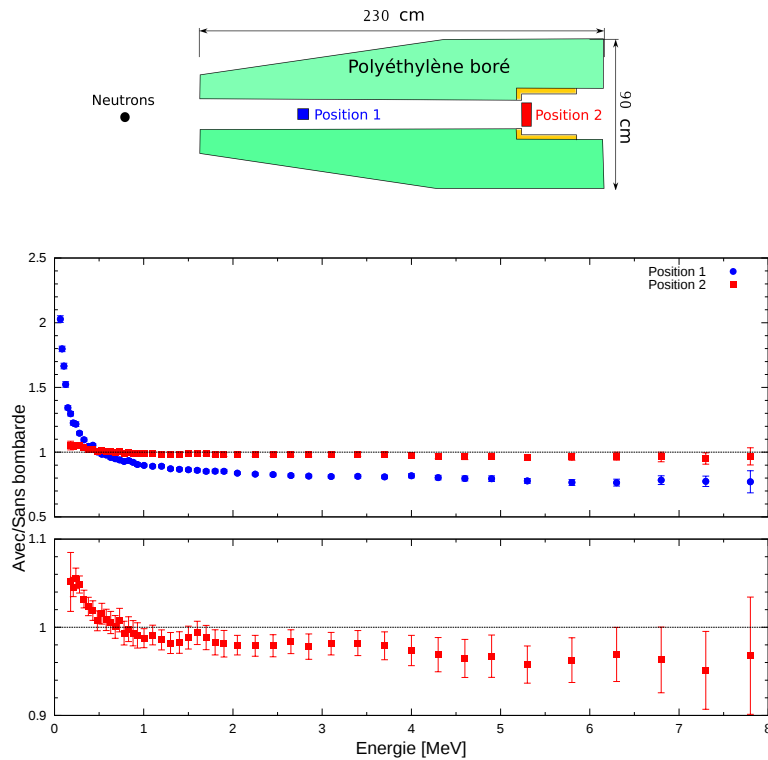 230 cm
Polyéthylène boré
Neutrons
Position 1
Position 2
90 cm
2.5
2
1.5
1
0.5
Position 1
Position 2
Avec/Sans bombarde
1.1
1
0.9
0 1 2 3 4 5 6 7 8
Energie [MeV]